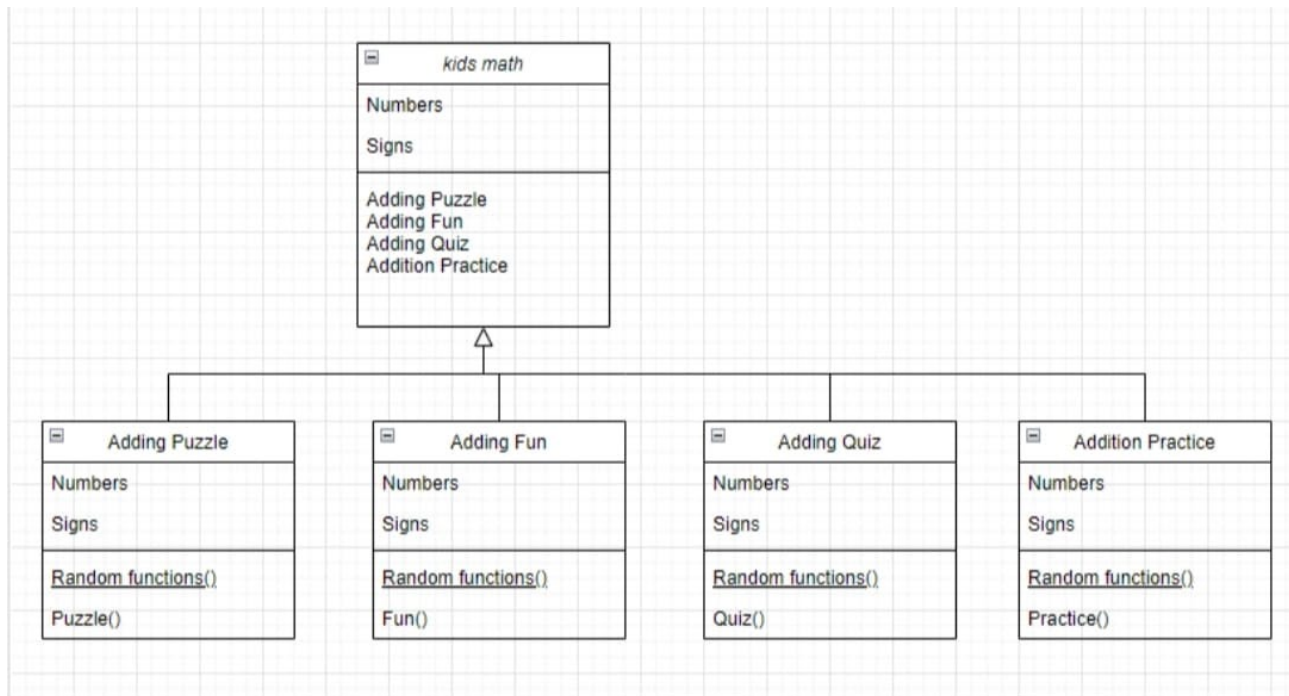 kids math
Numbers
Signs
Adding Puzzle
Adding Fun
Adding Quiz
Addition Practice
Adding Puzzle
Numbers
Signs
Random functions()
Puzzle()
Adding Fun
Numbers
Signs
Random functions()
Fun()
Adding Quiz
Numbers
Signs
Random functions()
Quiz()
Addition Practice
Numbers
Signs
Random functions()
Practice()